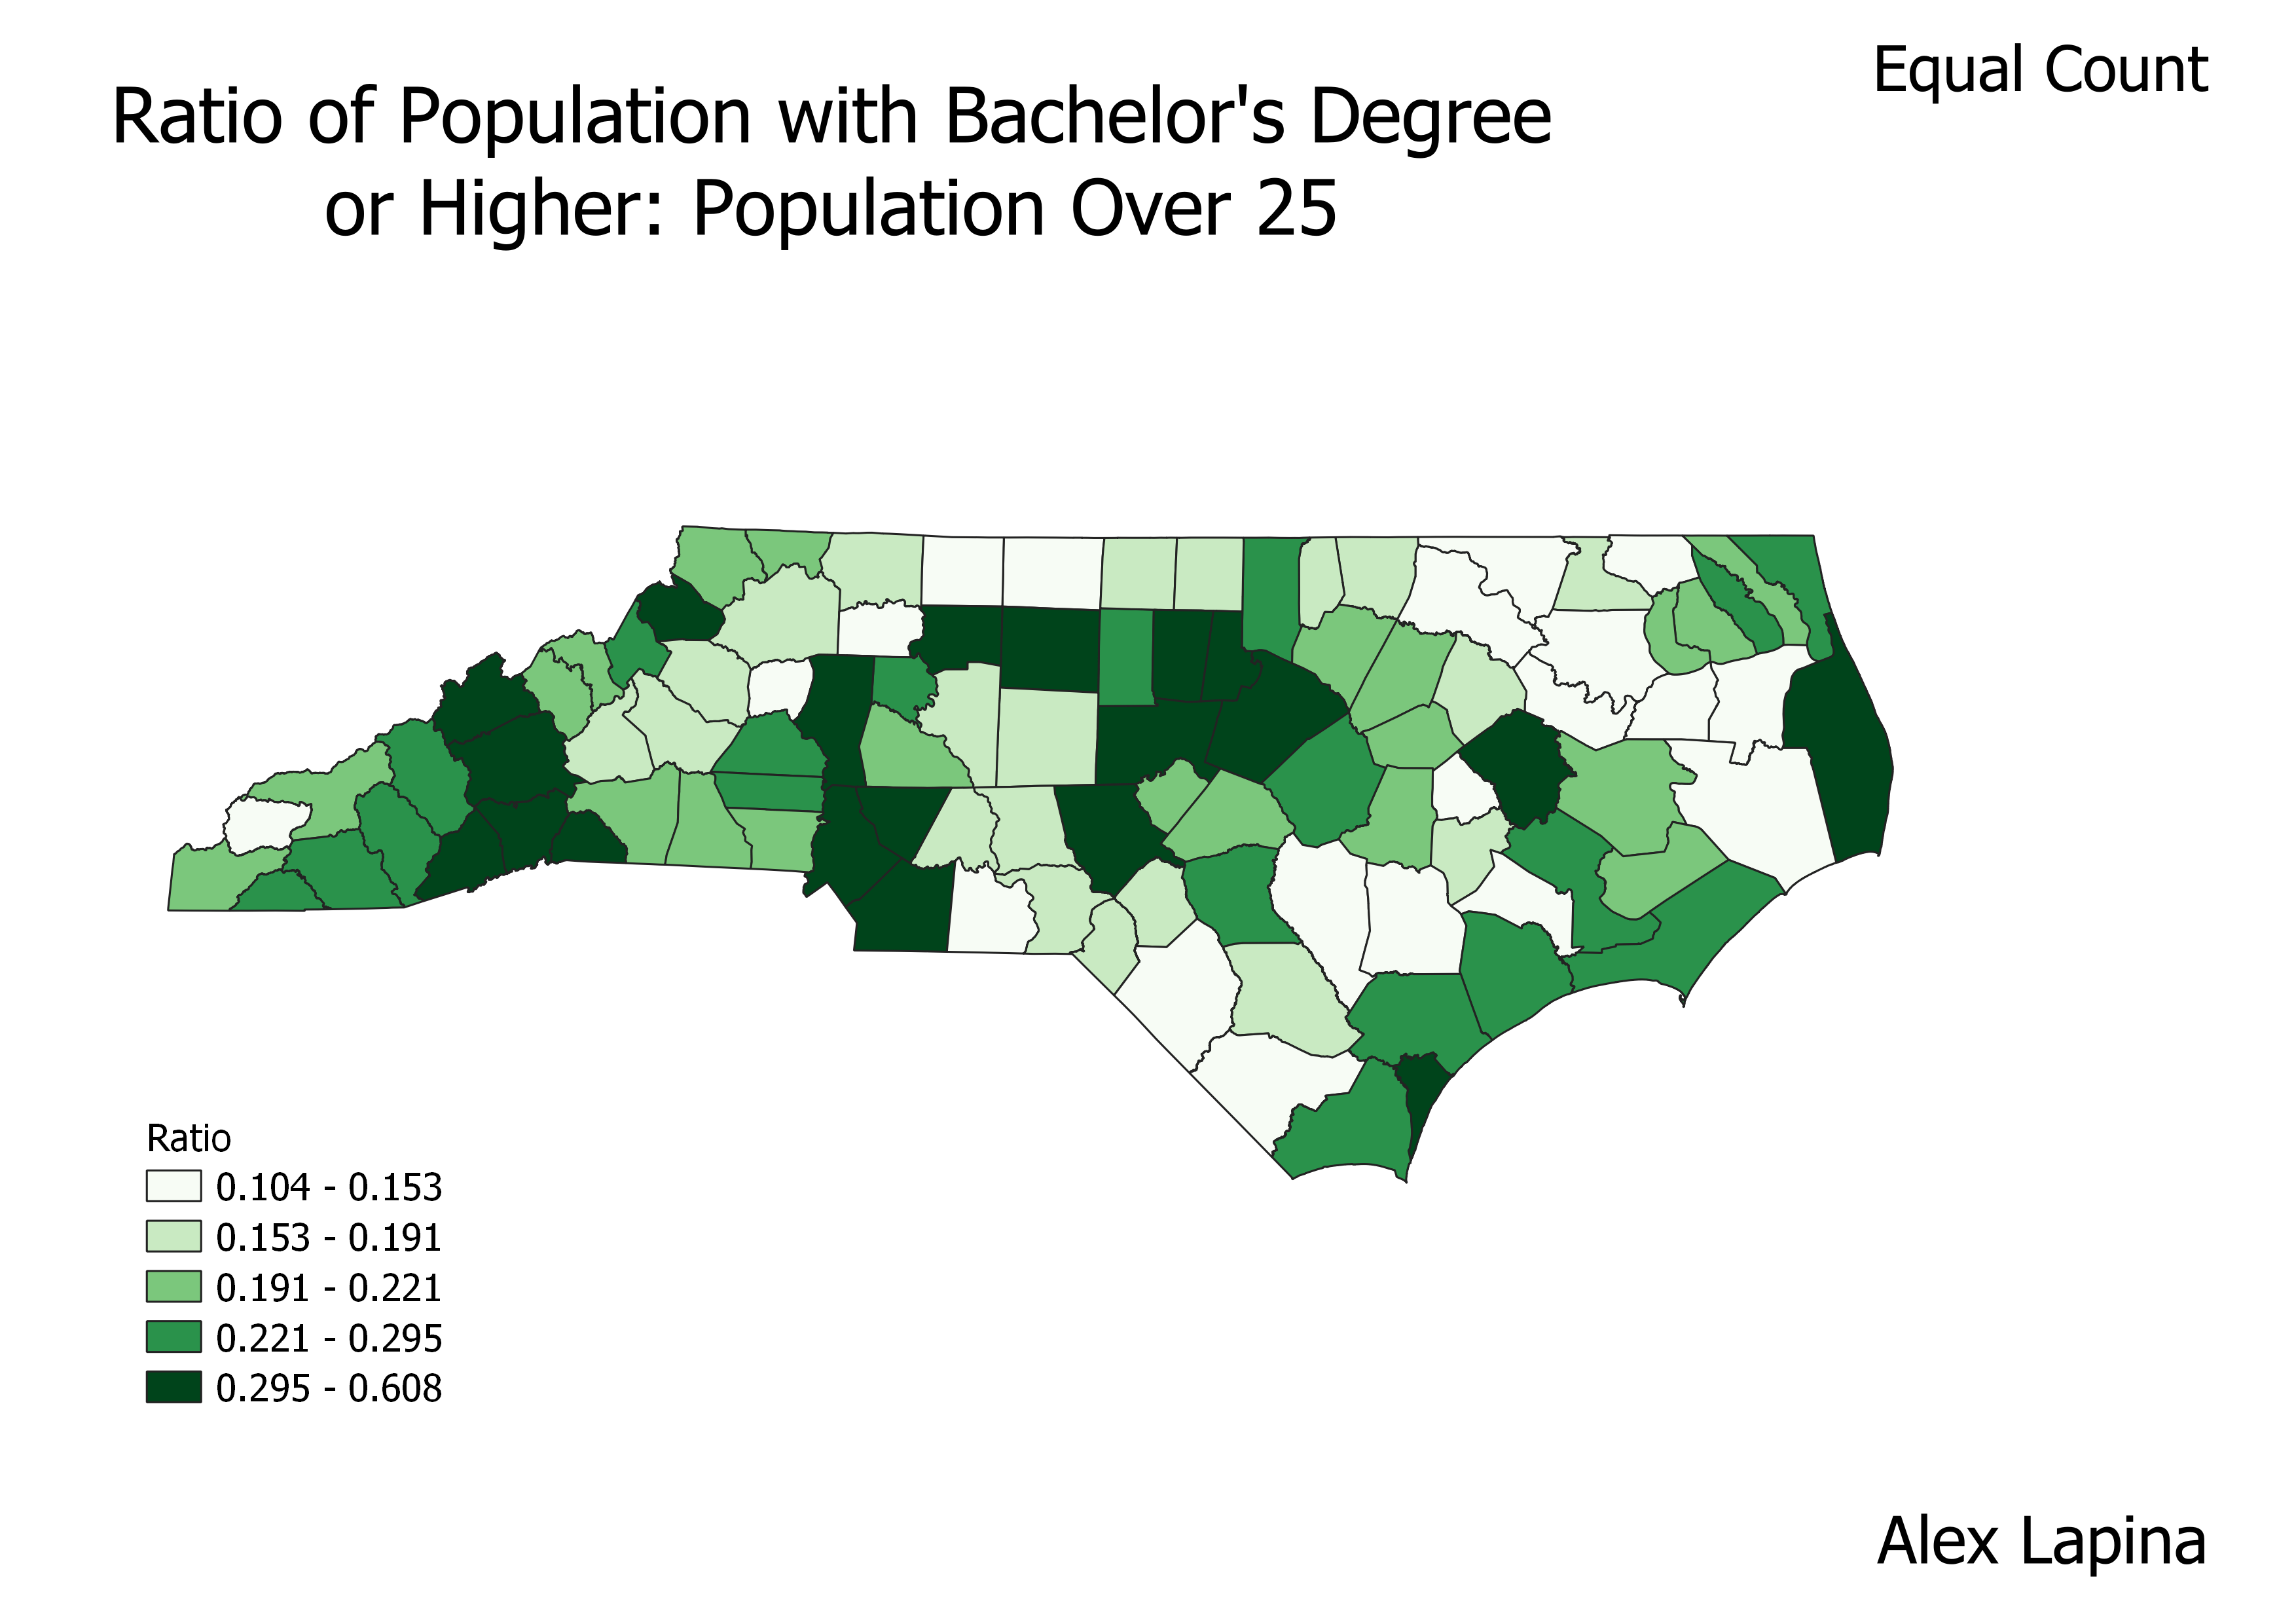 Equal Count
Ratio of Population with Bachelor's Degree
or Higher: Population Over 25
Ratio
0.104 - 0.153
0.153 - 0.191
0.191 - 0.221
0.221 - 0.295
0.295 - 0.608
Alex Lapina